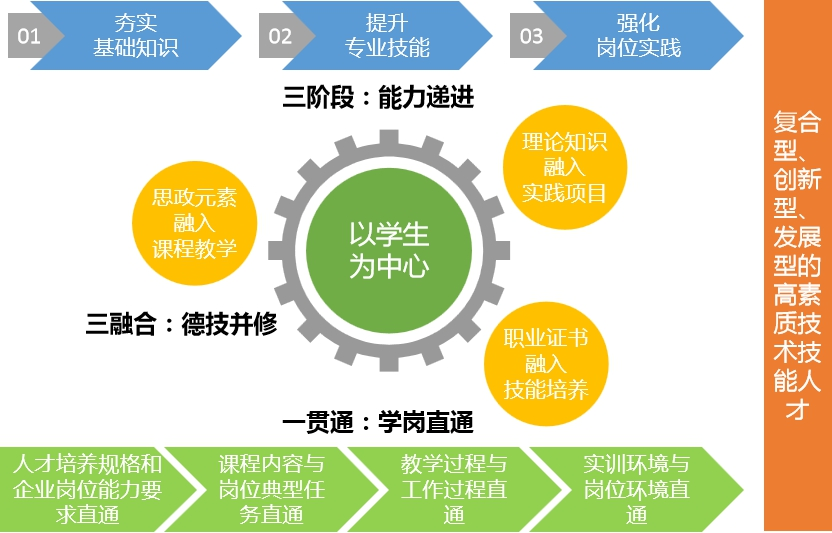 01
夯实
基础知识
02
提升
专业技能
03
强化
岗位实践
三阶段：能力递进
思政元素
融入
课程教学
理论知识
融入
实践项目
以学生
为中心
三融合：德技并修
职业证书
融入
技能培养
一贯通：学岗直通
人才培养规格和
企业岗位能力要
求直通
课程内容与
岗位典型任
务直通
教学过程与
工作过程直
通
实训环境与
岗位环境直
通
复合
型、
创新
型、
发展
型的
高素
质技
术技
能人
才